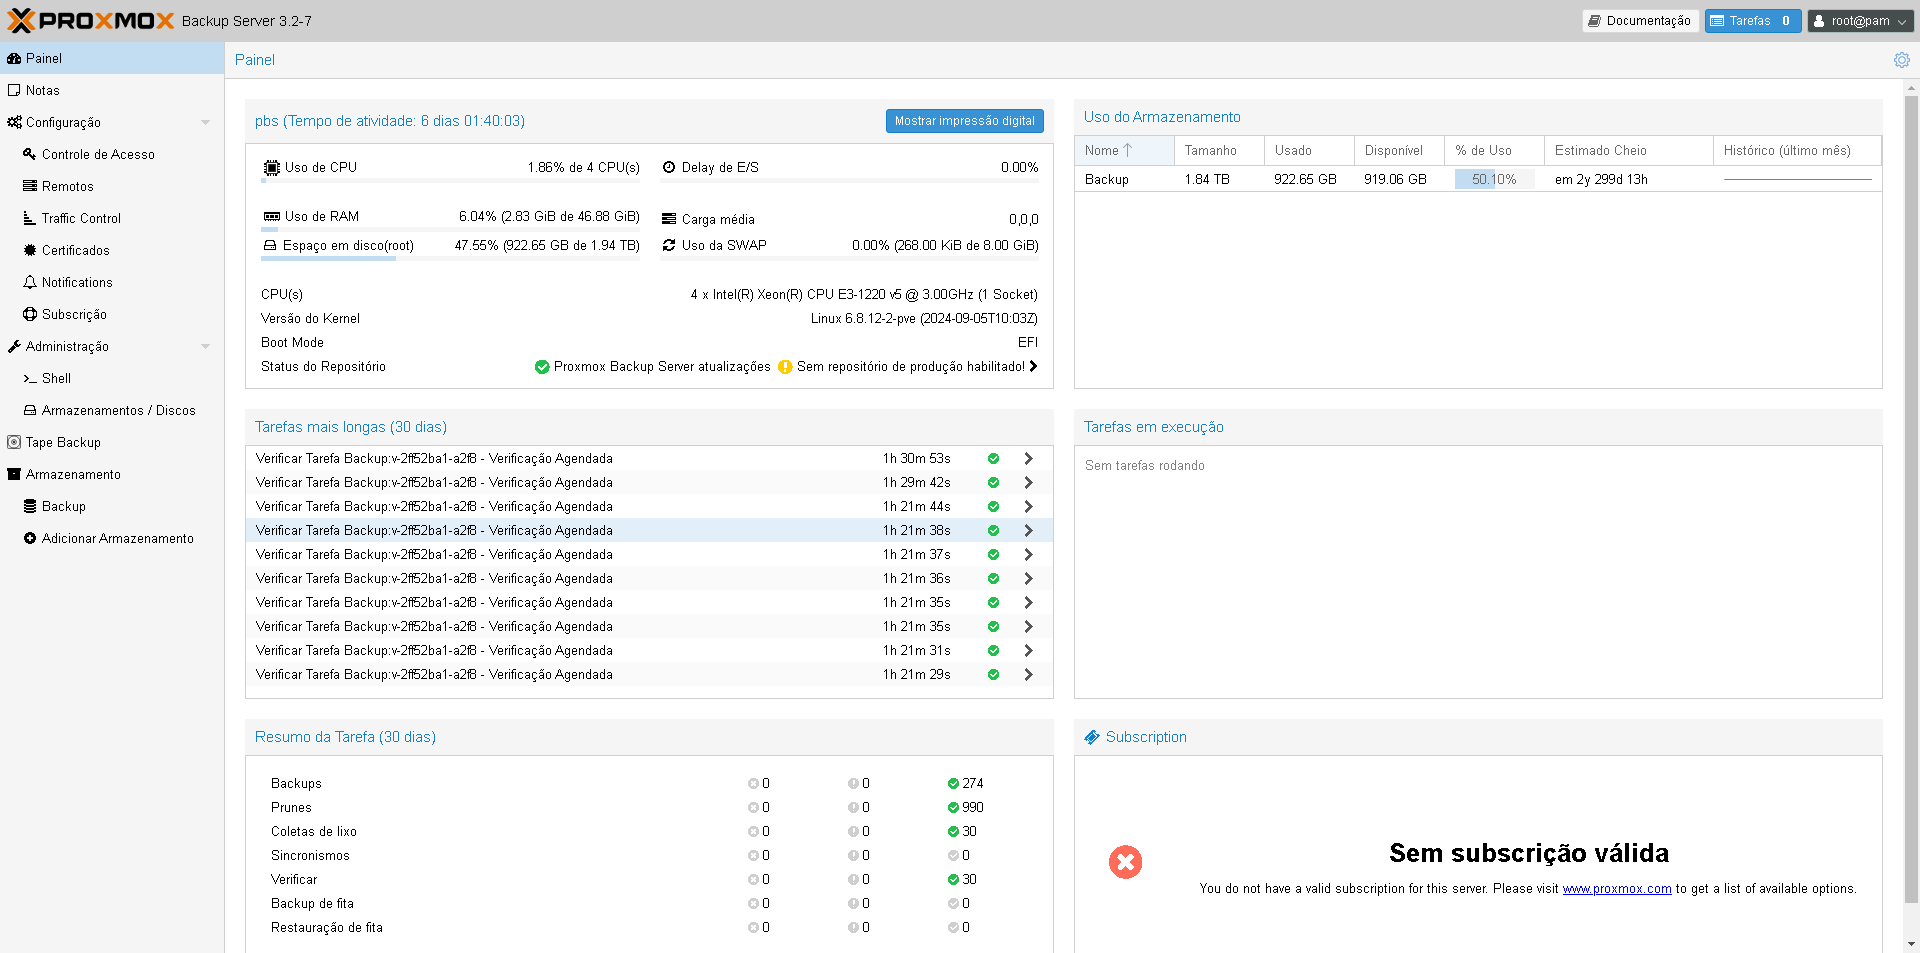 PROXMOX Backup Server 3.2-7
Documentação
Tarefas 0
root@pam
Painel
Notas
Configuração
Controle de Acesso
Remotos
Traffic Control
Certificados
Notifications
Subscrição
Administração
Shell
Armazenamentos / Discos
Tape Backup
Armazenamento
Backup
Adicionar Armazenamento
Painel
pbs (Tempo de atividade: 6 dias 01:40:03)
Mostrar impressão digital
Uso de CPU 1.86% de 4 CPU(s)
Delay de E/S 0.00%
Uso de RAM 6.04% (2.83 GiB de 46.88 GiB)
Carga média 0,0,0
Espaço em disco(root) 47.55% (922.65 GB de 1.94 TB)
Uso da SWAP 0.00% (268.00 KiB de 8.00 GiB)
CPU(s) 4 x Intel(R) Xeon(R) CPU E3-1220 v5 @ 3.00GHz (1 Socket)
Versão do Kernel Linux 6.8.12-2-pve (2024-09-05T10:03Z)
Boot Mode EFI
Status do Repositório Proxmox Backup Server atualizações Sem repositório de produção habilitado!
Uso do Armazenamento
Nome Tamanho Usado Disponível % de Uso Estimado Cheio Histórico (último mês)
Backup 1.84 TB 922.65 GB 919.06 GB 50.10% em 2y 299d 13h
Tarefas mais longas (30 dias)
Verificar Tarefa Backup:v-2ff52ba1-a2f8 - Verificação Agendada 1h 30m 53s
Verificar Tarefa Backup:v-2ff52ba1-a2f8 - Verificação Agendada 1h 29m 42s
Verificar Tarefa Backup:v-2ff52ba1-a2f8 - Verificação Agendada 1h 21m 44s
Verificar Tarefa Backup:v-2ff52ba1-a2f8 - Verificação Agendada 1h 21m 38s
Verificar Tarefa Backup:v-2ff52ba1-a2f8 - Verificação Agendada 1h 21m 37s
Verificar Tarefa Backup:v-2ff52ba1-a2f8 - Verificação Agendada 1h 21m 36s
Verificar Tarefa Backup:v-2ff52ba1-a2f8 - Verificação Agendada 1h 21m 35s
Verificar Tarefa Backup:v-2ff52ba1-a2f8 - Verificação Agendada 1h 21m 35s
Verificar Tarefa Backup:v-2ff52ba1-a2f8 - Verificação Agendada 1h 21m 31s
Verificar Tarefa Backup:v-2ff52ba1-a2f8 - Verificação Agendada 1h 21m 29s
Tarefas em execução
Sem tarefas rodando
Resumo da Tarefa (30 dias)
Backups 0 0 274
Prunes 0 0 990
Coletas de lixo 0 0 30
Sincronismos 0 0 0
Verificar 0 0 30
Backup de fita 0 0 0
Restauração de fita 0 0 0
Subscription
Sem subscrição válida
You do not have a valid subscription for this server. Please visit www.proxmox.com to get a list of available options.